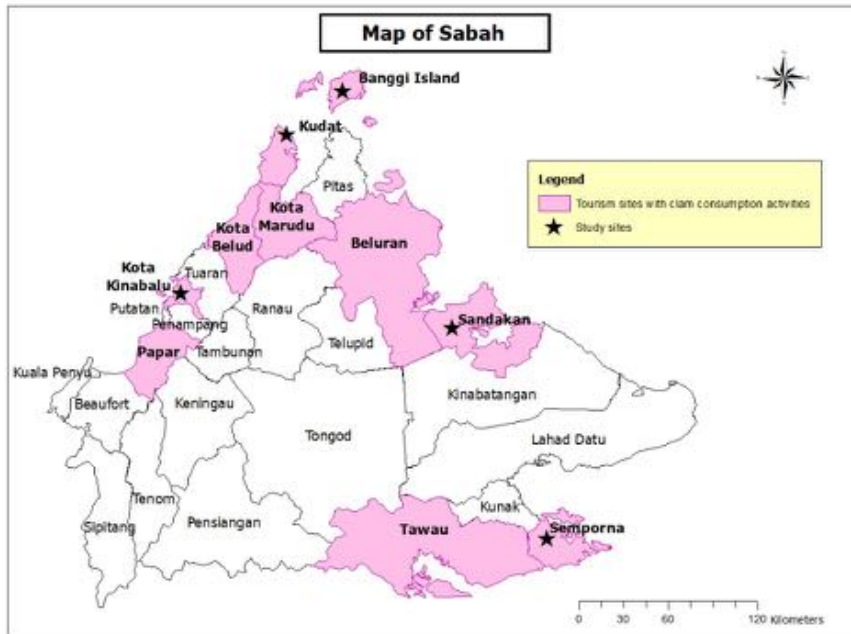 Map of Sabah
Banggi Island
Kudat
Pitas
Legend
Tourism sites with clam consumption activities
Study sites
Kota
Marudu
Kota
Belud
Beluran
Kota
Kinabalu
Tuaran
Putatan
Penampang
Ranau
Sandakan
Papar
Tambunan
Telupid
Kuala Penyu
Beaufort
Keningau
Kinabatangan
Tongod
Lahad Datu
Tenom
Kunak
Sipitang
Pensiangan
Tawau
Semporna
0 15 30 60 90 120 Kilometers